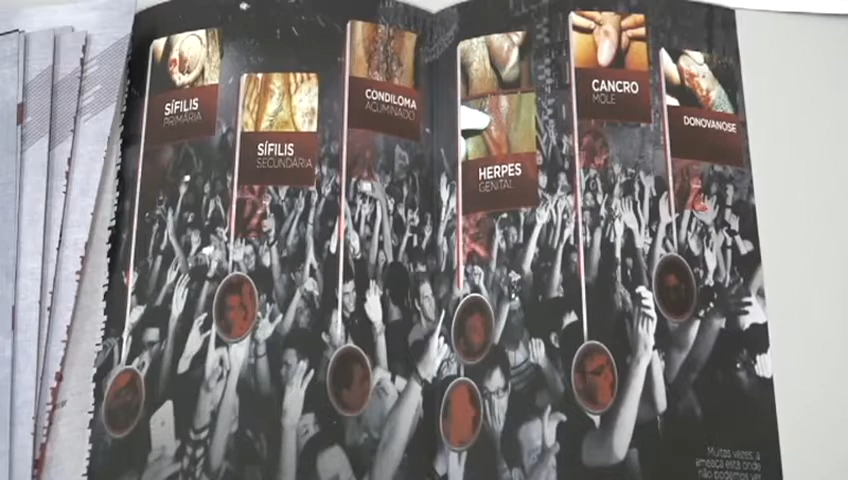 SÍFILIS
PRIMÁRIA
SÍFILIS
SECUNDÁRIA
CONDILOMA
ACUMINADO
HERPES
GENITAL
CANCRO
MOLE
DONOVANOSE
Muitas vezes, a
ameaça está onde
não podemos ver